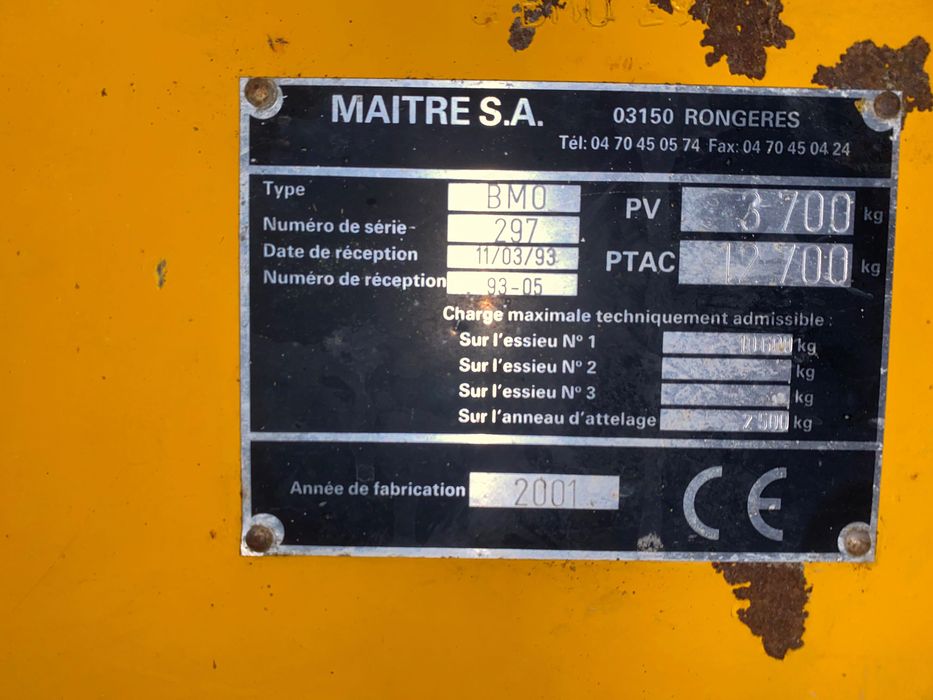 MAITRE S.A. 03150 RONGERES
Tél: 04 70 45 05 74 Fax: 04 70 45 04 24
Type BMO PV 3 700 kg
Numéro de série 297
Date de réception 11/03/93 PTAC 12 700 kg
Numéro de réception 93-05
Charge maximale techniquement admissible :
Sur l'essieu Nº 1 kg
Sur l'essieu Nº 2 kg
Sur l'essieu Nº 3 kg
Sur l'anneau d'attelage 2 500 kg
Année de fabrication 2001 CE